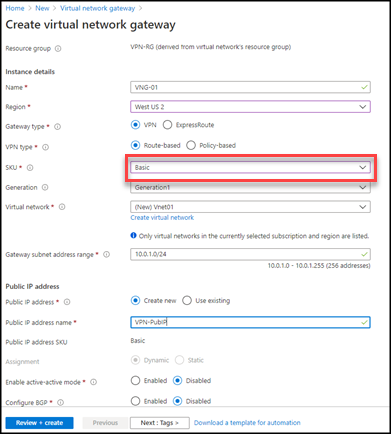 Home > New > Virtual network gateway >
Create virtual network gateway
Resource group VPN-RG (derived from virtual network's resource group)
Instance details
Name * VNG-01
Region * West US 2
Gateway type * VPN ExpressRoute
VPN type * Route-based Policy-based
SKU * Basic
Generation Generation1
Virtual network * (New) Vnet01
Create virtual network
Only virtual networks in the currently selected subscription and region are listed.
Gateway subnet address range * 10.0.1.0/24
10.0.1.0 - 10.0.1.255 (256 addresses)
Public IP address
Public IP address * Create new Use existing
Public IP address name * VPN-PubIP
Public IP address SKU Basic
Assignment Dynamic Static
Enable active-active mode * Enabled Disabled
Configure BGP * Enabled Disabled
Review + create Previous Next : Tags > Download a template for automation